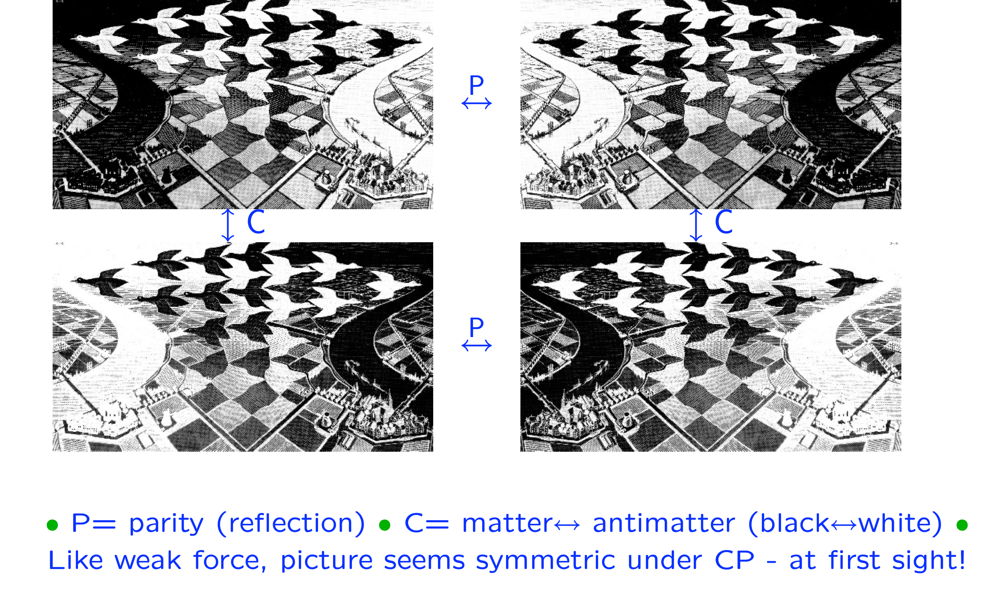 P
↔
C
C
P
↔
• P= parity (reflection) • C= matter↔ antimatter (black↔white) •
Like weak force, picture seems symmetric under CP - at first sight!